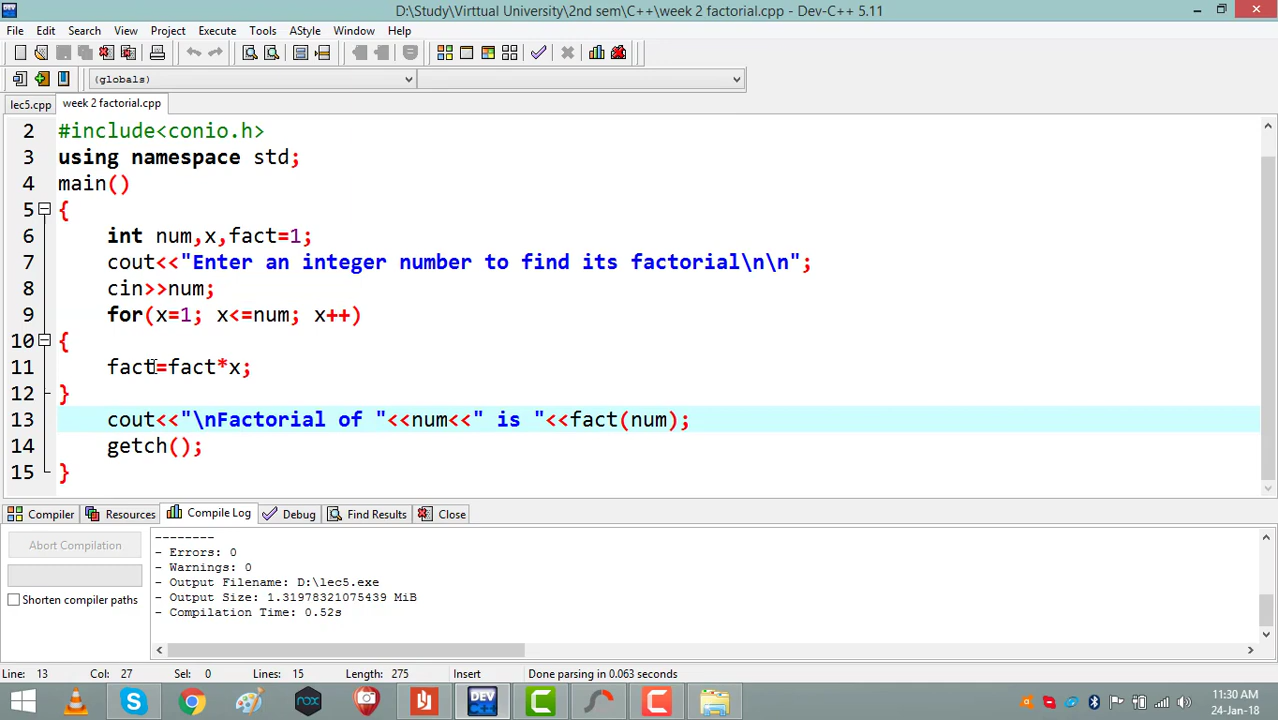 D:\Study\Virttual University\2nd sem\C++\week 2 factorial.cpp - Dev-C++ 5.11
File Edit Search View Project Execute Tools AStyle Window Help
(globals)
lec5.cpp week 2 factorial.cpp
2 #include<conio.h>
3 using namespace std;
4 main()
5 {
6 int num,x,fact=1;
7 cout<<"Enter an integer number to find its factorial\n\n";
8 cin>>num;
9 for(x=1; x<=num; x++)
10 {
11 fact=fact*x;
12 }
13 cout<<"\nFactorial of "<<num<<" is "<<fact(num);
14 getch();
15 }
Compiler Resources Compile Log Debug Find Results Close
Abort Compilation
Shorten compiler paths
--------
- Errors: 0
- Warnings: 0
- Output Filename: D:\lec5.exe
- Output Size: 1.31978321075439 MiB
- Compilation Time: 0.52s
Line: 13 Col: 27 Sel: 0 Lines: 15 Length: 275 Insert Done parsing in 0.063 seconds
DEV
11:30 AM
24-Jan-18